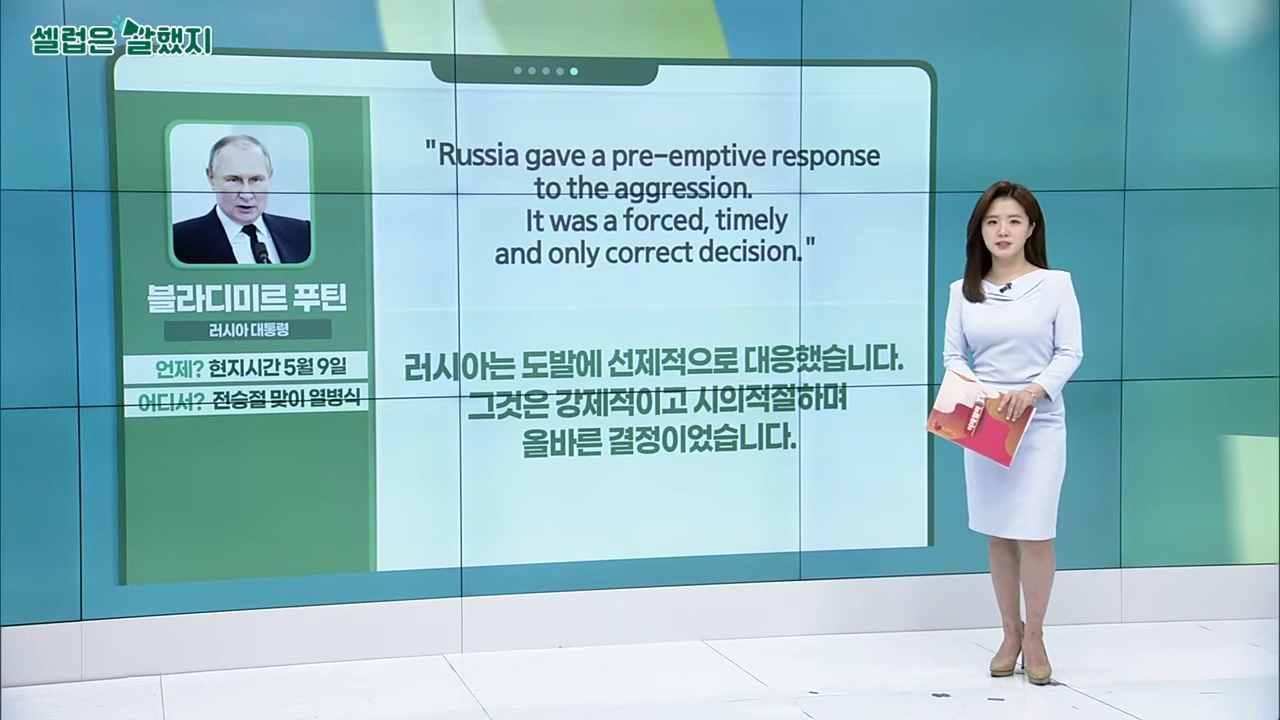 셀럽은 말했지
"Russia gave a pre-emptive response
to the aggression.
It was a forced, timely
and only correct decision."
블라디미르 푸틴
러시아 대통령
언제? 현지시간 5월 9일
어디서? 전승절 맞이 열병식
러시아는 도발에 선제적으로 대응했습니다.
그것은 강제적이고 시의적절하며
올바른 결정이었습니다.